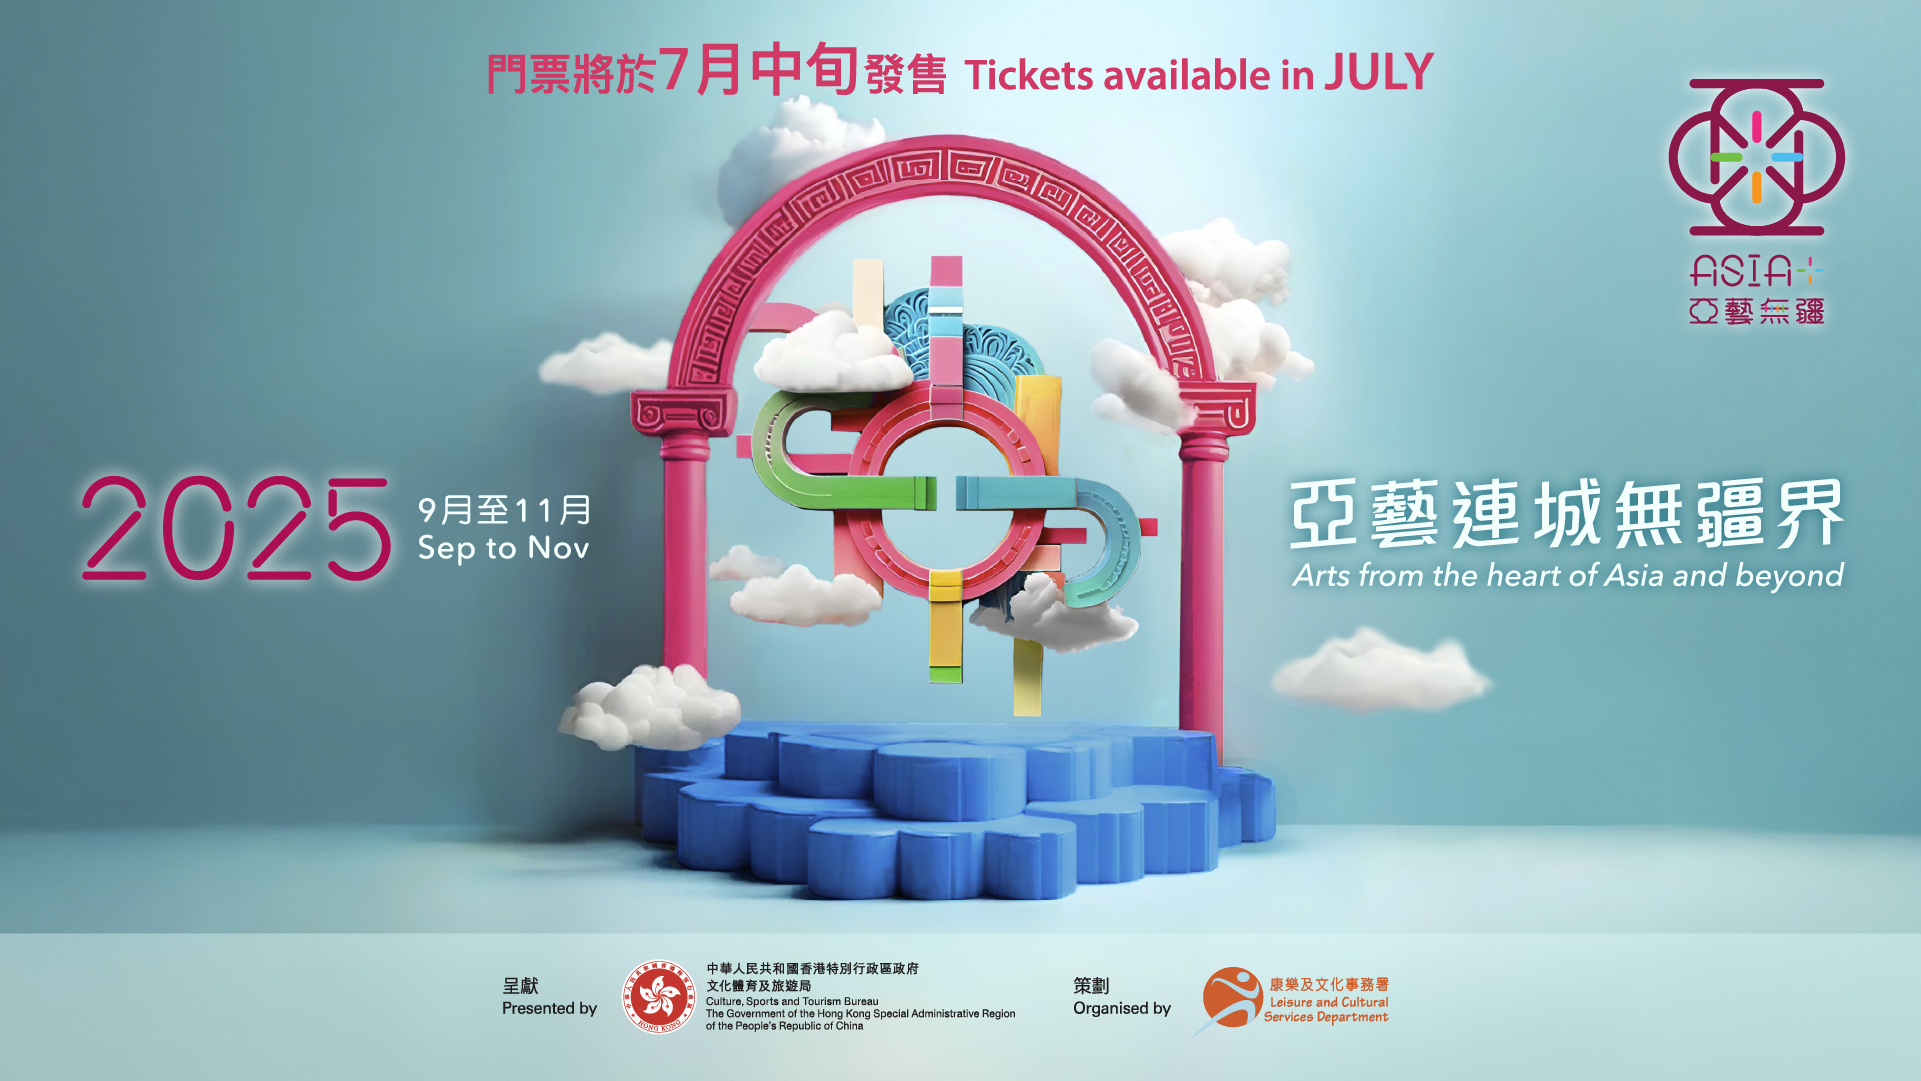 門票將於7月中旬發售 Tickets available in JULY
ASIA+
亞藝無疆
2025
9月至11月
Sep to Nov
亞藝連城無疆界
Arts from the heart of Asia and beyond
呈獻
Presented by
HONG KONG
中華人民共和國香港特別行政區政府
文化體育及旅遊局
Culture, Sports and Tourism Bureau
The Government of the Hong Kong Special Administrative Region
of the People's Republic of China
策劃
Organised by
康樂及文化事務署
Leisure and Cultural
Services Department